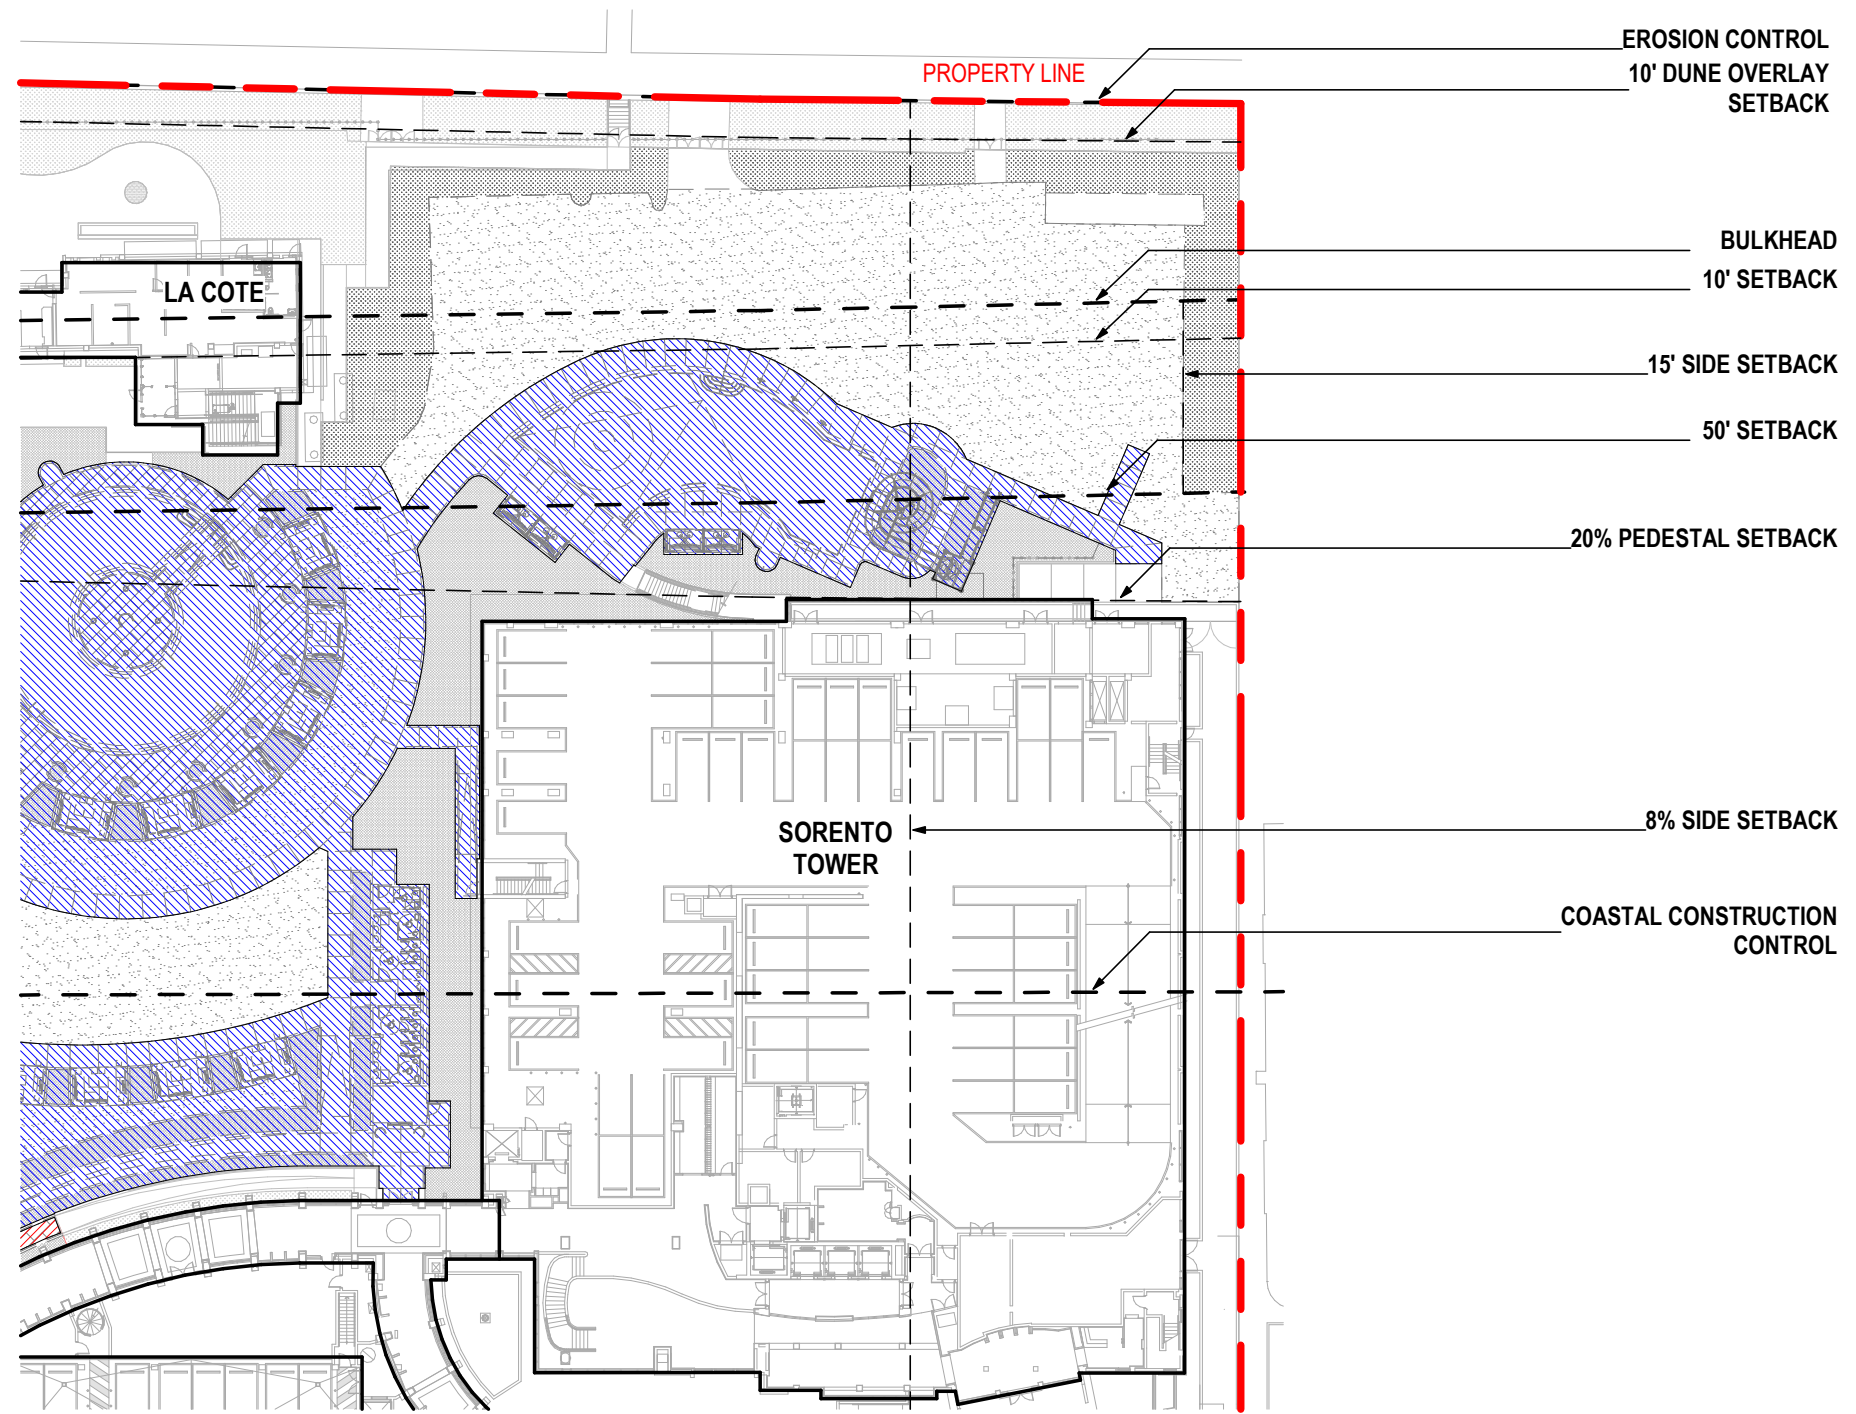 EROSION CONTROL
PROPERTY LINE
10' DUNE OVERLAY
SETBACK
BULKHEAD
10' SETBACK
LA COTE
15' SIDE SETBACK
50' SETBACK
20% PEDESTAL SETBACK
8% SIDE SETBACK
SORENTO
TOWER
COASTAL CONSTRUCTION
CONTROL